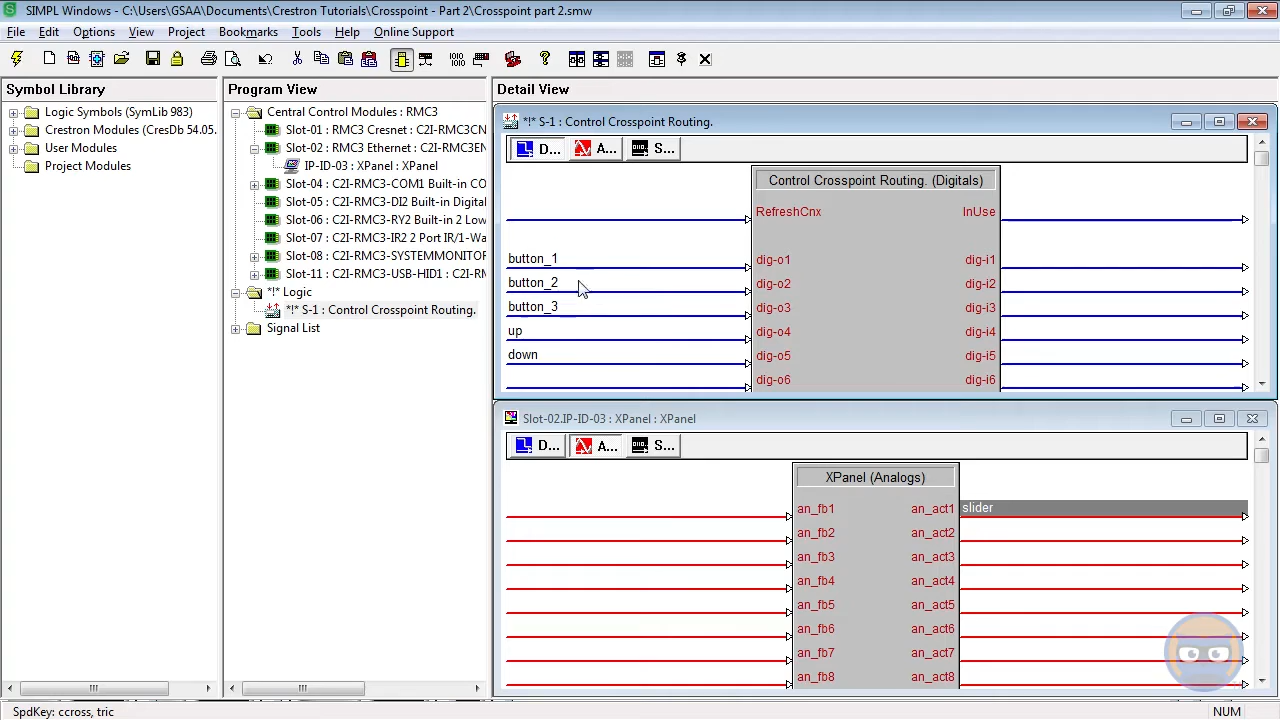 SIMPL Windows - C:\Users\GSAA\Documents\Crestron Tutorials\Crosspoint - Part 2\Crosspoint part 2.smw
File Edit Options View Project Bookmarks Tools Help Online Support
Symbol Library
Logic Symbols (SymLib 983)
Crestron Modules (CresDb 54.05.
User Modules
Project Modules
Program View
Central Control Modules : RMC3
Slot-01 : RMC3 Cresnet : C2I-RMC3CN
Slot-02 : RMC3 Ethernet : C2I-RMC3EN
IP-ID-03 : XPanel : XPanel
Slot-04 : C2I-RMC3-COM1 Built-in CO
Slot-05 : C2I-RMC3-DI2 Built-in Digita
Slot-06 : C2I-RMC3-RY2 Built-in 2 Low
Slot-07 : C2I-RMC3-IR2 2 Port IR/1-Wa
Slot-08 : C2I-RMC3-SYSTEMMONITOR
Slot-11 : C2I-RMC3-USB-HID1 : C2I-RM
*!* Logic
*!* S-1 : Control Crosspoint Routing.
Signal List
Detail View
*!* S-1 : Control Crosspoint Routing.
D... A... S...
Control Crosspoint Routing. (Digitals)
RefreshCnx InUse
button_1 dig-o1 dig-i1
button_2 dig-o2 dig-i2
button_3 dig-o3 dig-i3
up dig-o4 dig-i4
down dig-o5 dig-i5
dig-o6 dig-i6
Slot-02.IP-ID-03 : XPanel : XPanel
D... A... S...
XPanel (Analogs)
an_fb1 an_act1 slider
an_fb2 an_act2
an_fb3 an_act3
an_fb4 an_act4
an_fb5 an_act5
an_fb6 an_act6
an_fb7 an_act7
an_fb8 an_act8
SpdKey: ccross, tric
NUM